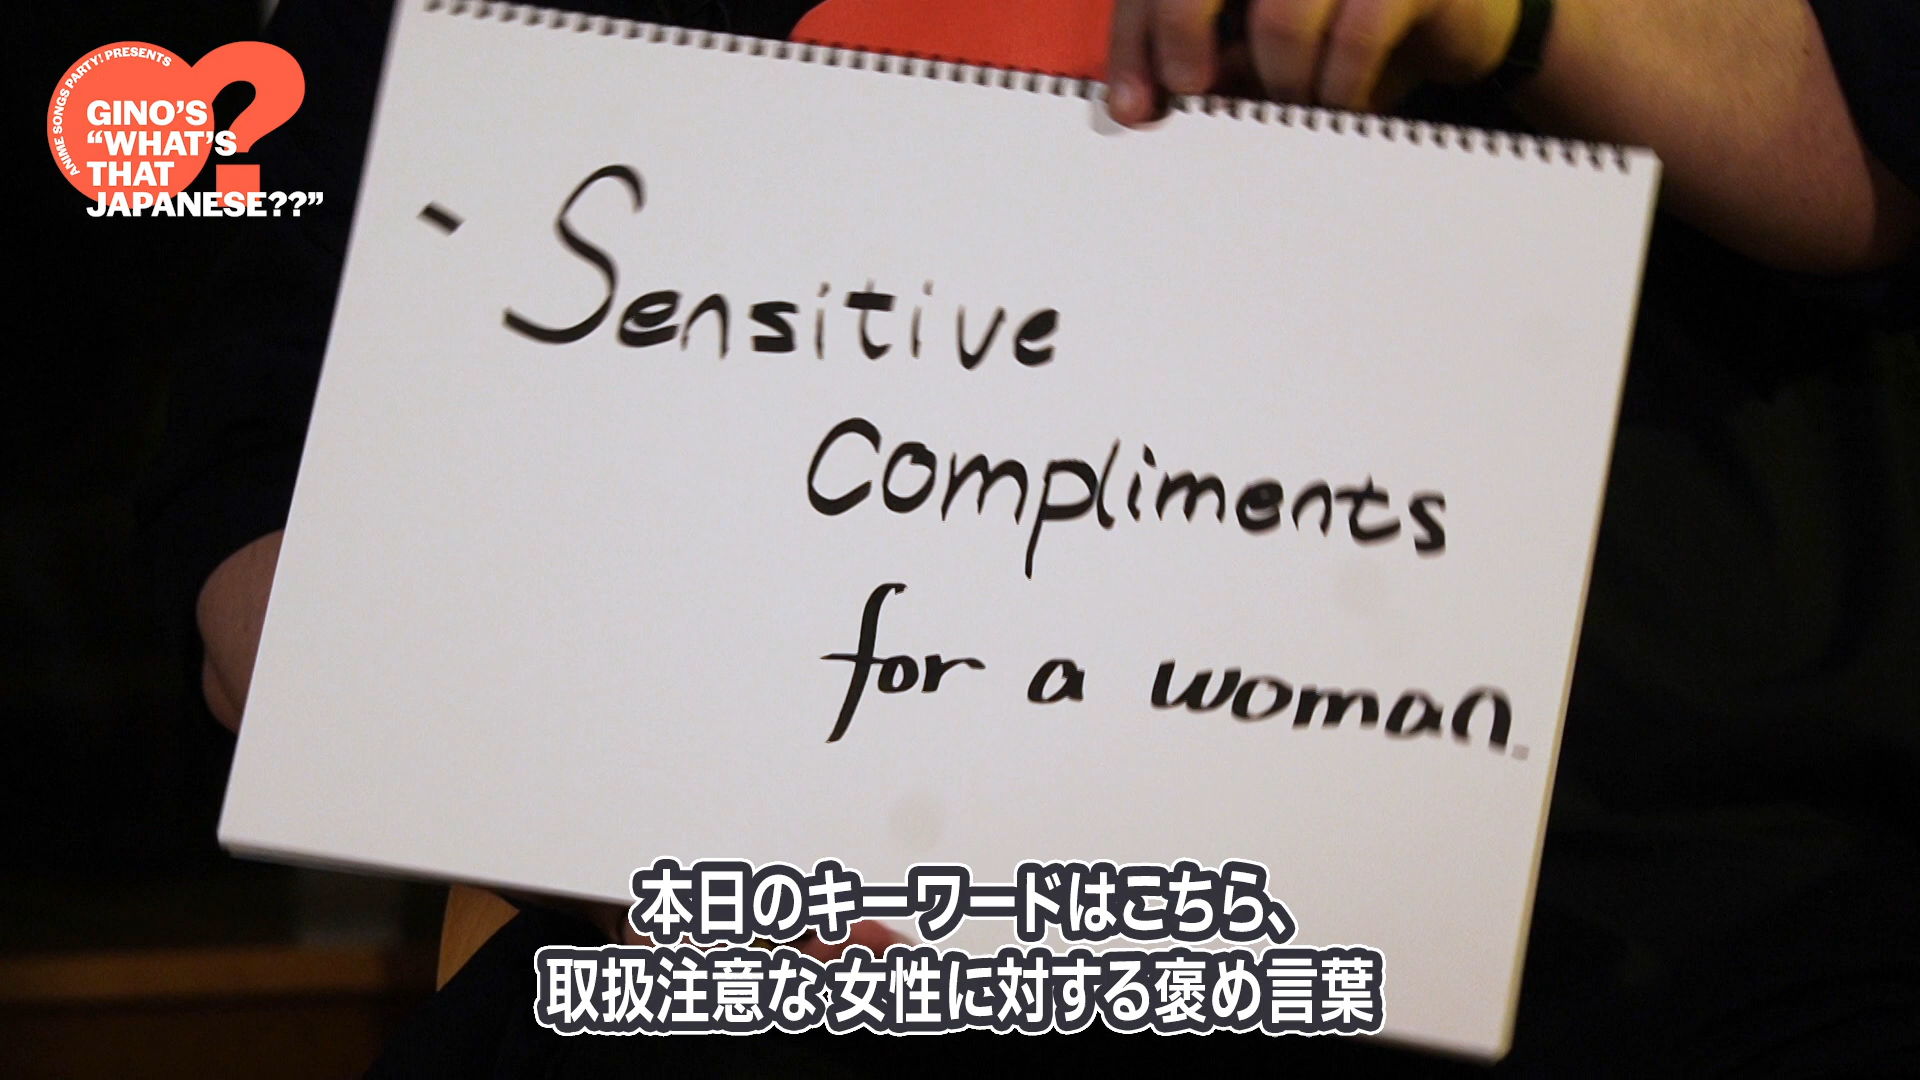 ANIME SONGS PARTY! PRESENTS
GINO'S
“WHAT'S
THAT
JAPANESE??”
- Sensitive
Compliments
for a woman.
本日のキーワードはこちら、
取扱注意な 女性に対する褒め言葉